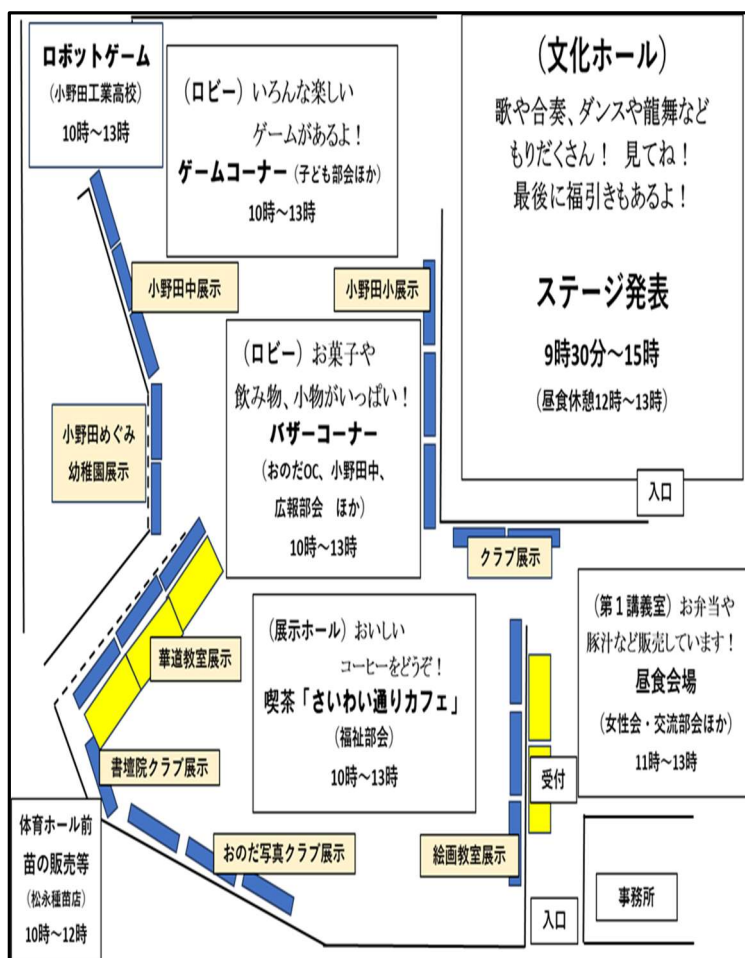 ロボットゲーム
(小野田工業高校)
10時～13時
(ロビー) いろんな楽しい
ゲームがあるよ！
ゲームコーナー (子ども部会ほか)
10時～13時
(文化ホール)
歌や合奏、ダンスや龍舞など
もりだくさん！ 見てね！
最後に福引きもあるよ！
ステージ発表
9時30分～15時
(昼食休憩12時～13時)
入口
小野田中展示
小野田小展示
(ロビー) お菓子や
飲み物、小物がいっぱい！
バザーコーナー
(おのだOC、小野田中、
広報部会 ほか)
10時～13時
小野田めぐみ
幼稚園展示
クラブ展示
(第１講義室) お弁当や
豚汁など販売しています！
昼食会場
(女性会・交流部会ほか)
11時～13時
華道教室展示
(展示ホール) おいしい
コーヒーをどうぞ！
喫茶「さいわい通りカフェ」
(福祉部会)
10時～13時
書壇院クラブ展示
受付
体育ホール前
苗の販売等
(松永種苗店)
10時～12時
おのだ写真クラブ展示
絵画教室展示
入口
事務所